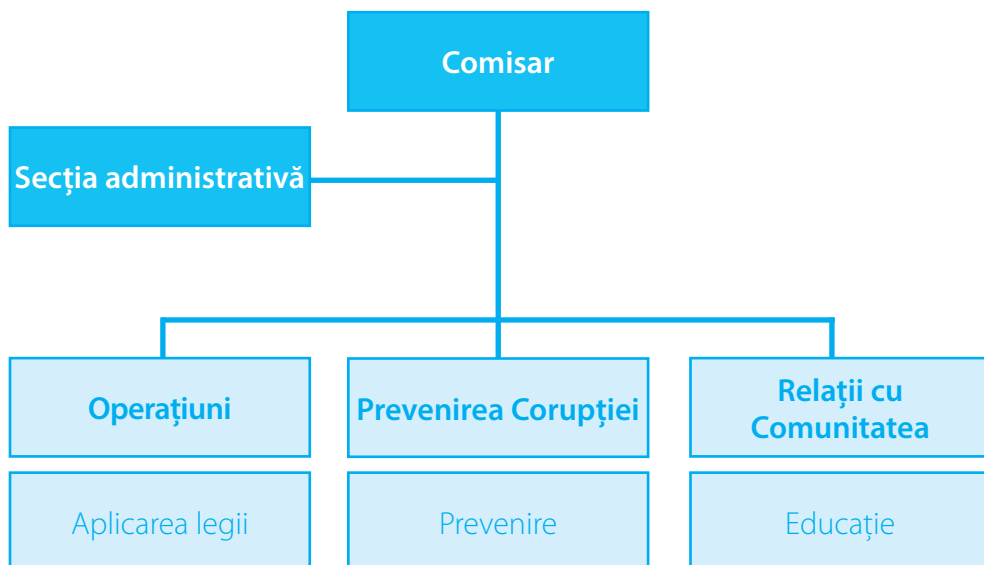 Comisar
Secția administrativă
Operațiuni
Prevenirea Corupției
Relații cu
Comunitatea
Aplicarea legii
Prevenire
Educație